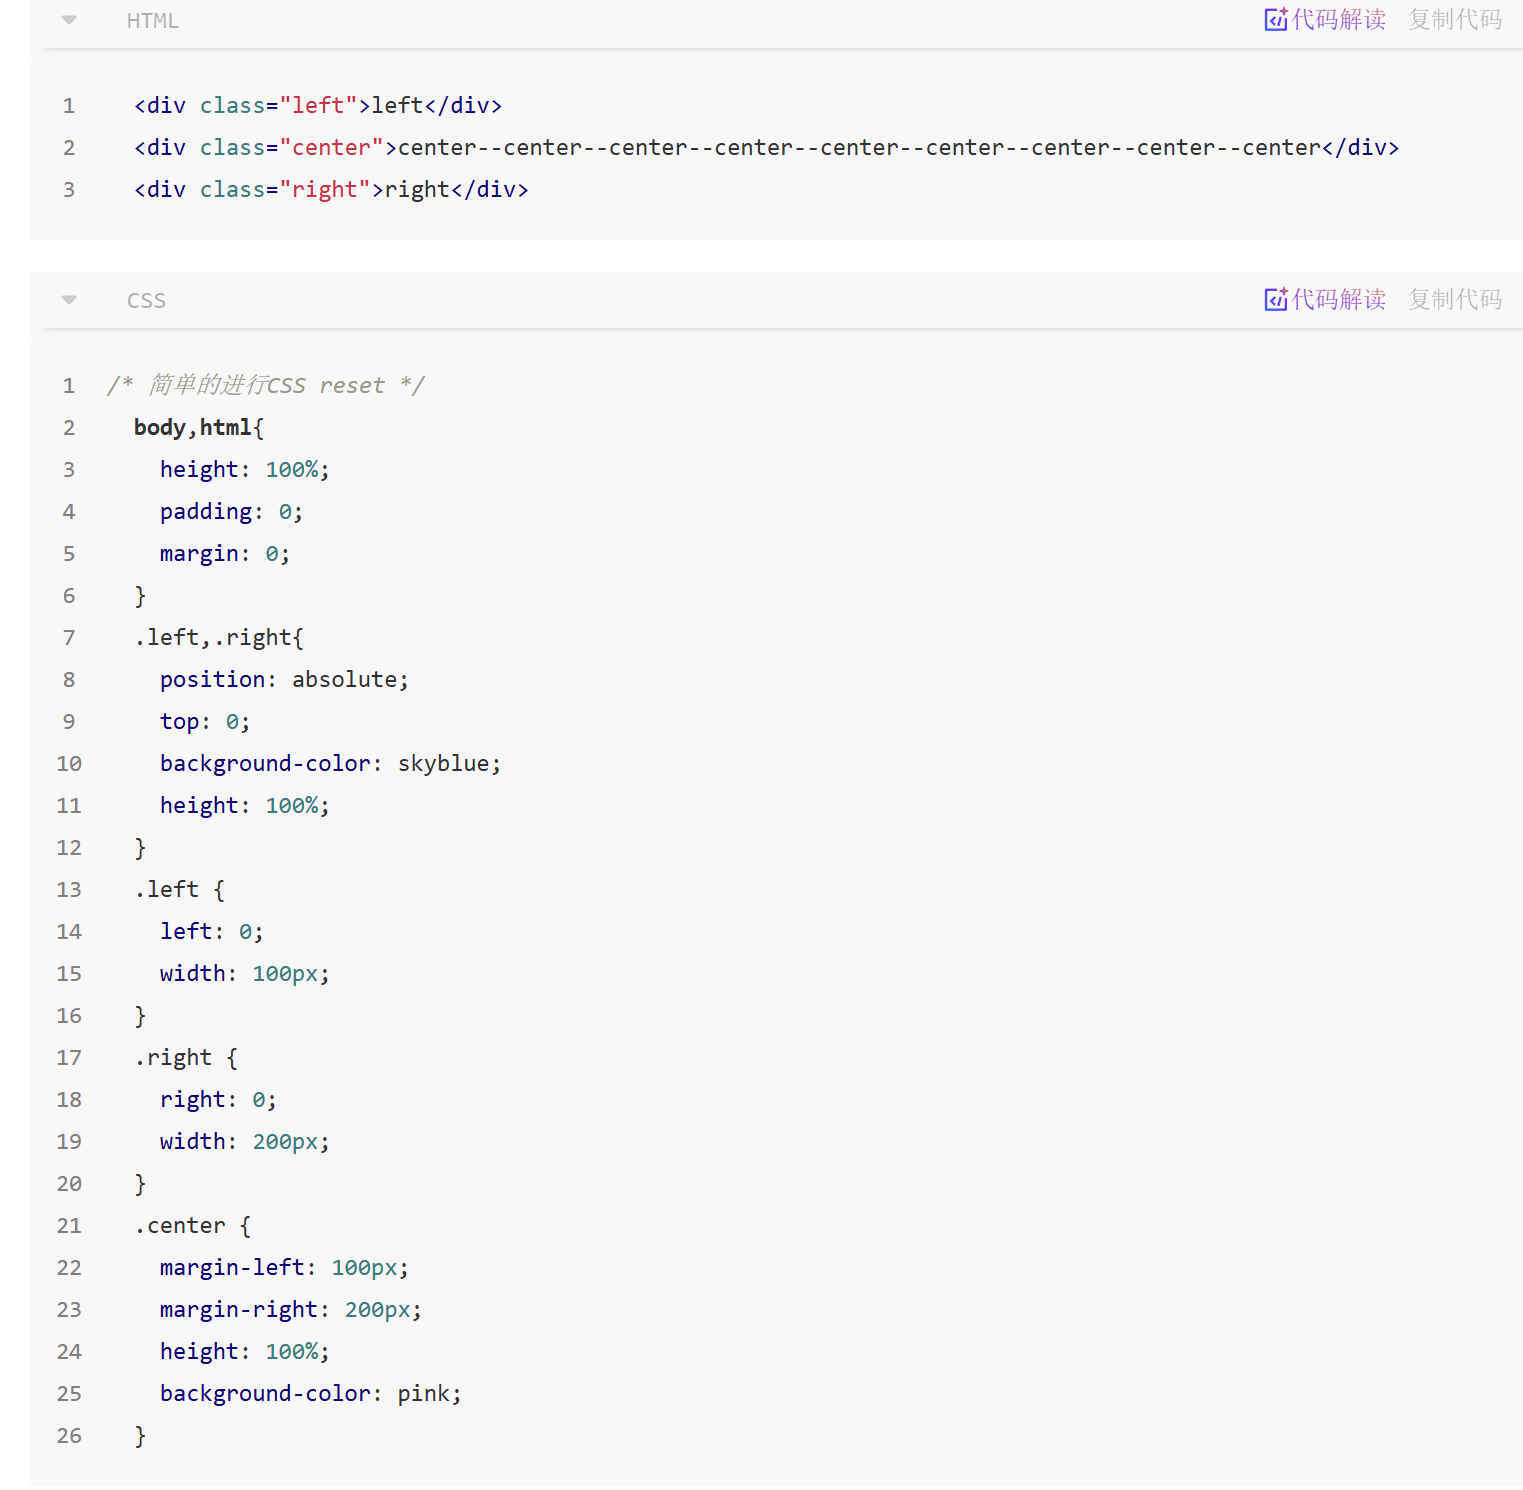 HTML 代码解读 复制代码
1 <div class="left">left</div>
2 <div class="center">center--center--center--center--center--center--center--center--center</div>
3 <div class="right">right</div>
CSS 代码解读 复制代码
1 /* 简单的进行CSS reset */
2 body,html{
3 height: 100%;
4 padding: 0;
5 margin: 0;
6 }
7 .left,.right{
8 position: absolute;
9 top: 0;
10 background-color: skyblue;
11 height: 100%;
12 }
13 .left {
14 left: 0;
15 width: 100px;
16 }
17 .right {
18 right: 0;
19 width: 200px;
20 }
21 .center {
22 margin-left: 100px;
23 margin-right: 200px;
24 height: 100%;
25 background-color: pink;
26 }